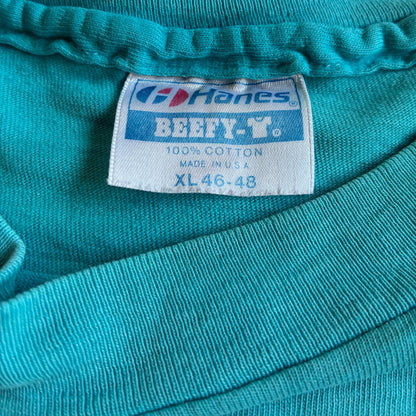 Hanes®
BEEFY-T®
100% COTTON
MADE IN U.S.A
XL 46-48